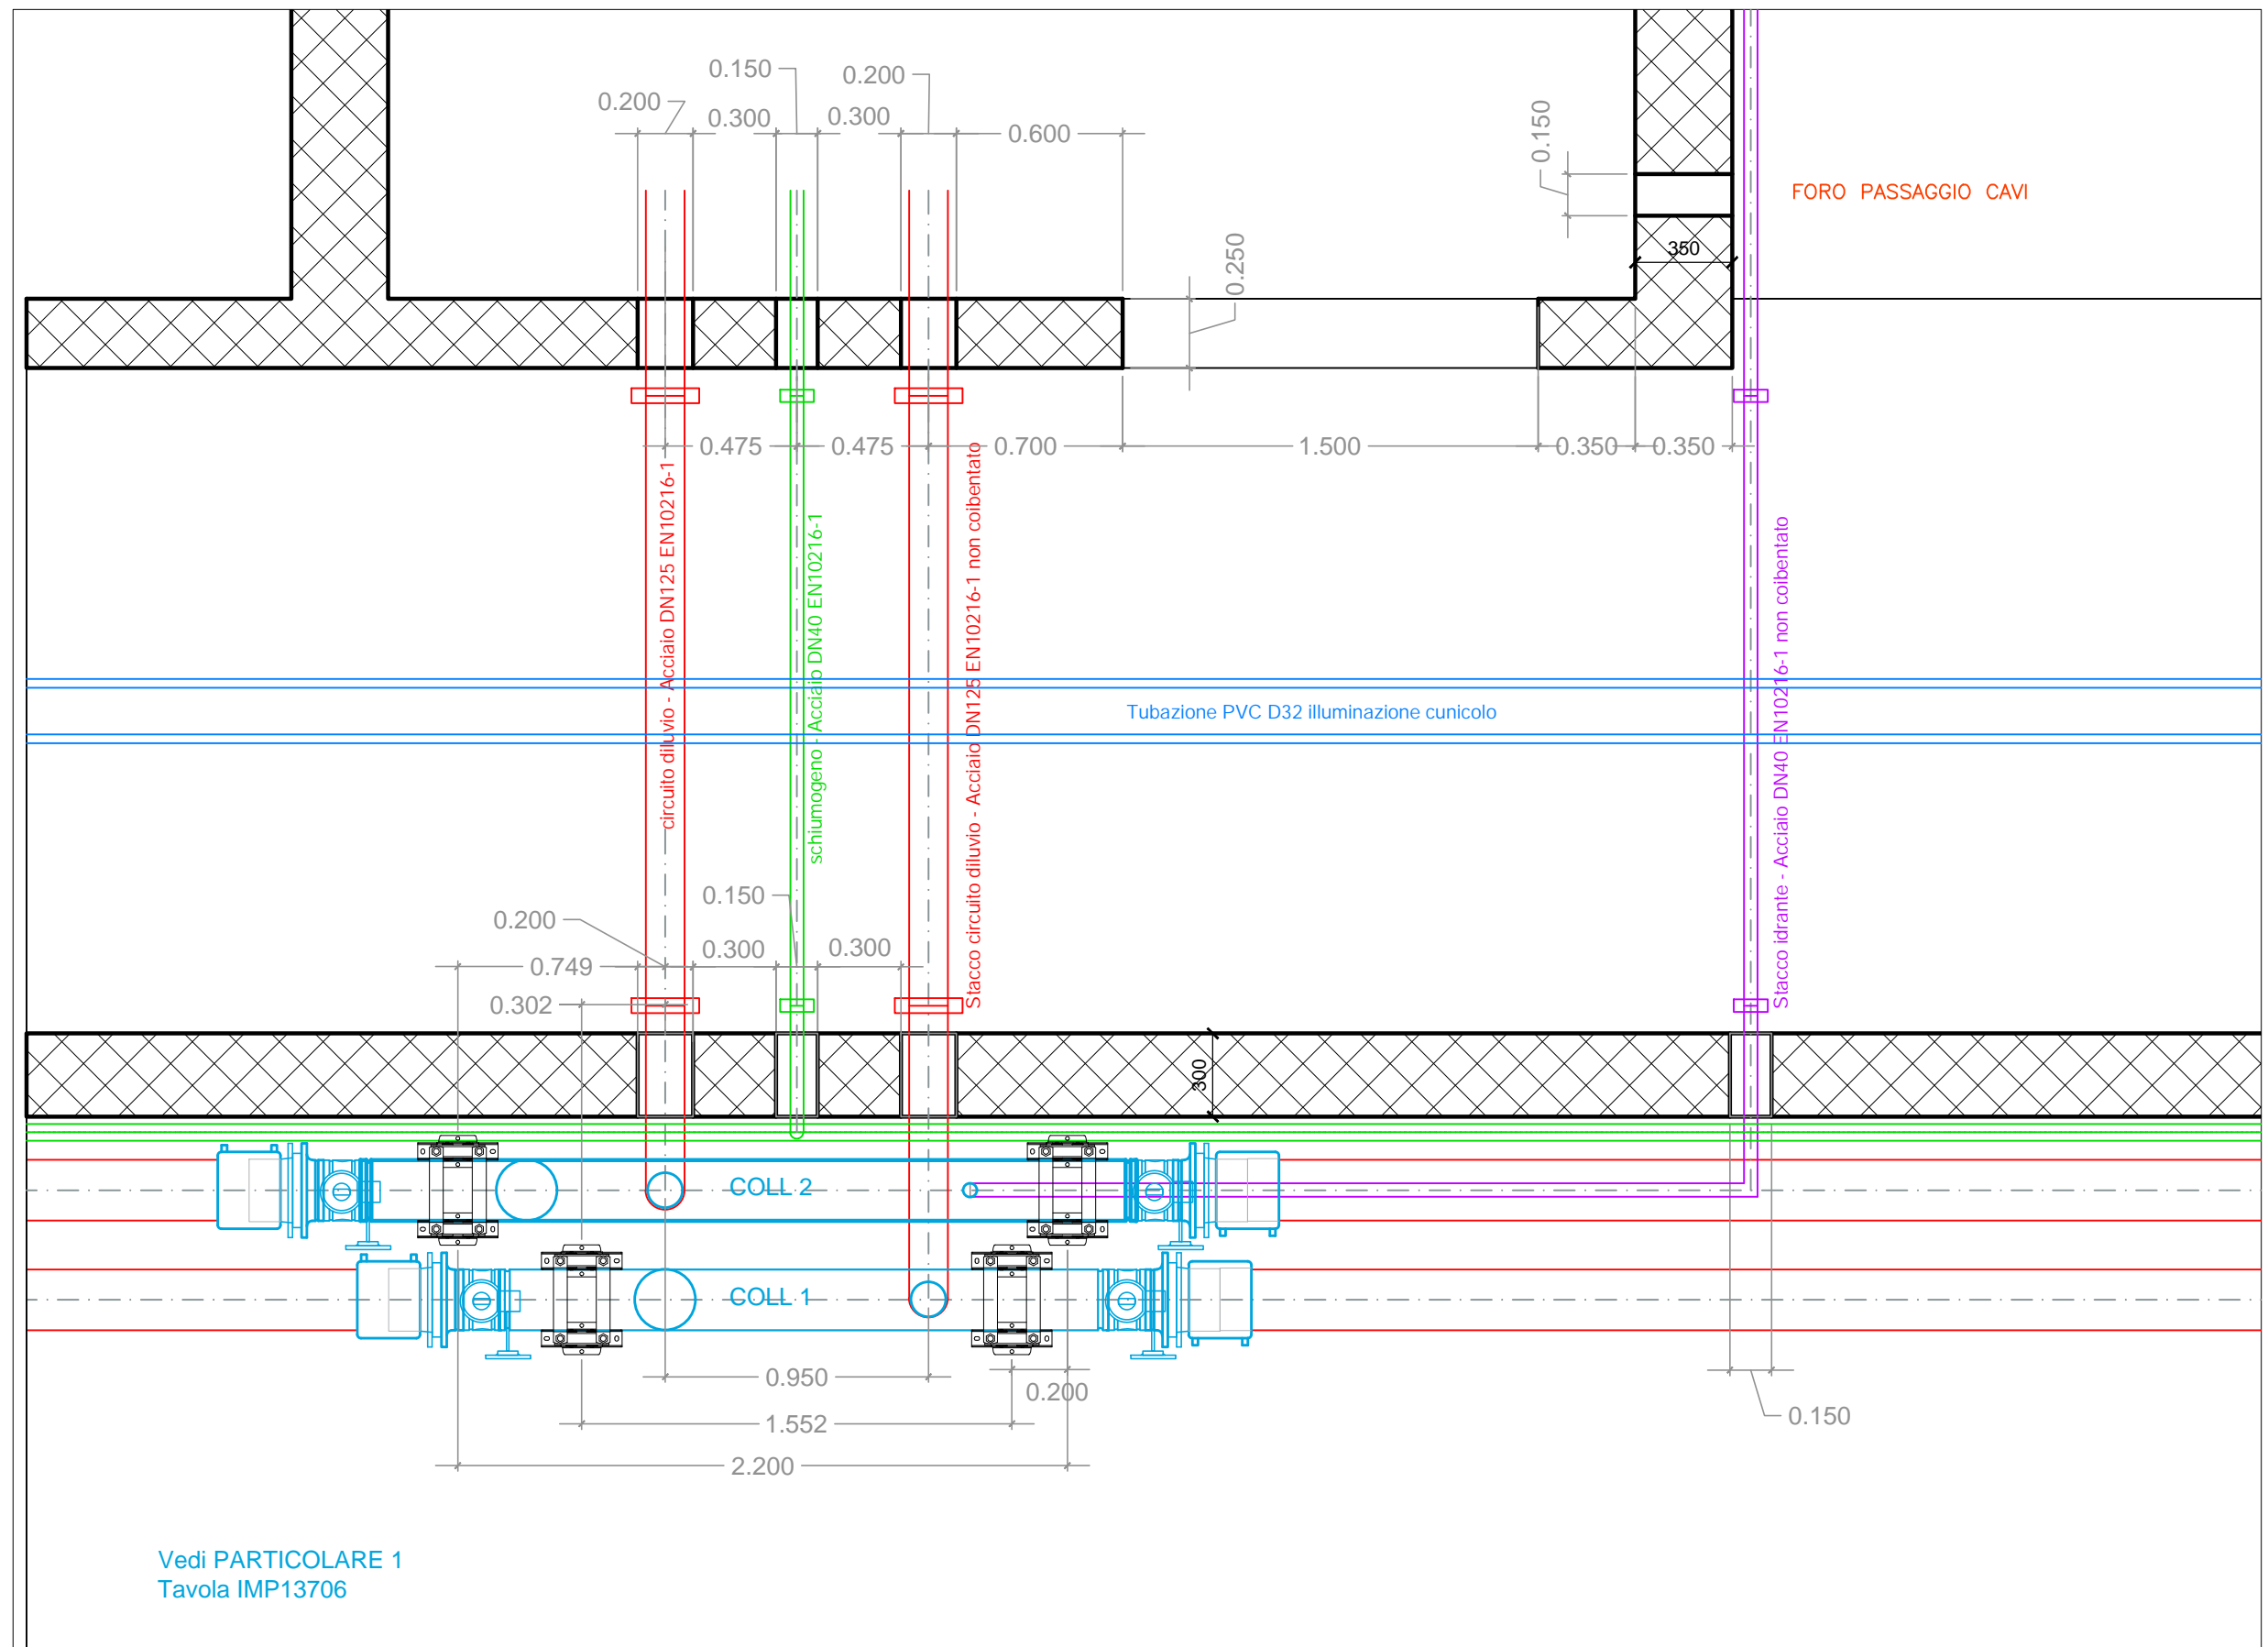 0.150
0.200
0.200
0.300
0.300
0.600
0.150
FORO PASSAGGIO CAVI
350
0.250
0.475
0.475
0.700
1.500
0.350
0.350
circuito diluvio - Acciaio DN125 EN10216-1
schiumogeno - Acciaio DN40 EN10216-1
Stacco circuito diluvio - Acciaio DN125 EN10216-1 non coibentato
Stacco idrante - Acciaio DN40 EN10216-1 non coibentato
Tubazione PVC D32 illuminazione cunicolo
0.150
0.200
0.300
0.300
0.749
0.302
300
COLL 2
COLL 1
0.950
0.200
0.150
1.552
2.200
Vedi PARTICOLARE 1
Tavola IMP13706